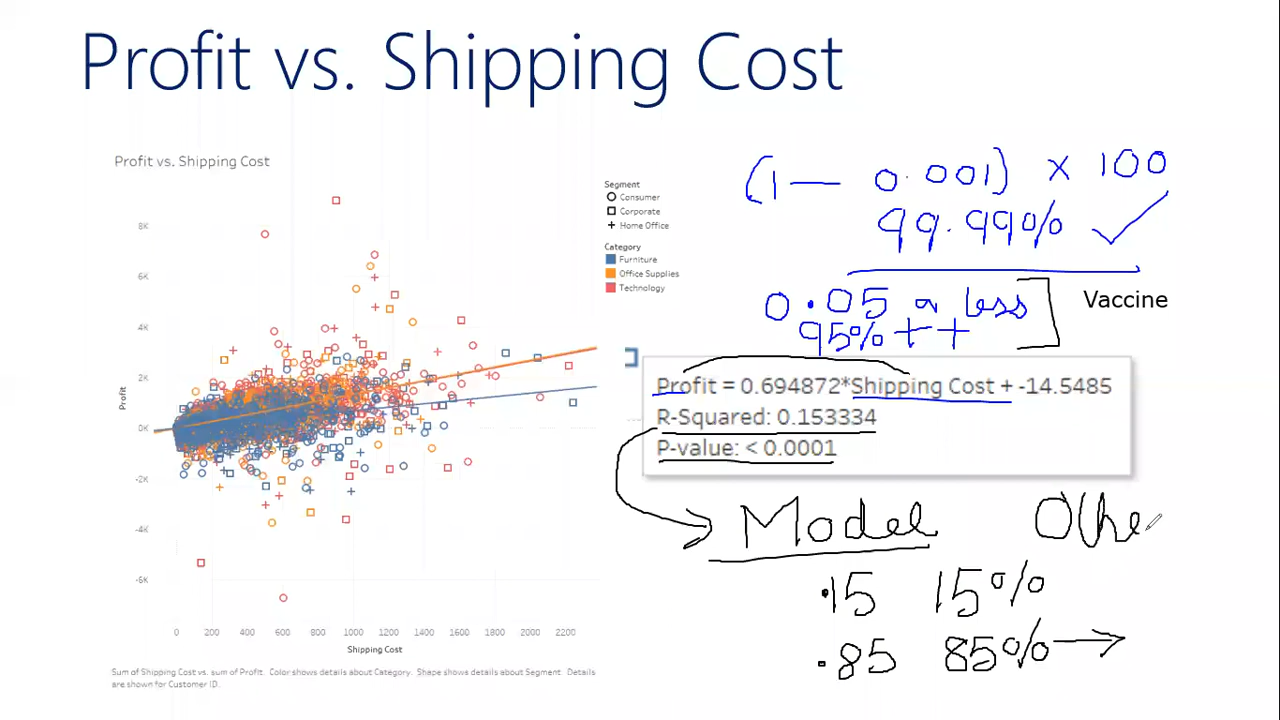 Profit vs. Shipping Cost
Profit vs. Shipping Cost
8K
6K
4K
2K
0K
-2K
-4K
-6K
Profit
0 200 400 600 800 1000 1200 1400 1600 1800 2000 2200
Shipping Cost
Sum of Shipping Cost vs. sum of Profit. Color shows details about Category. Shape shows details about Segment. Details
are shown for Customer ID.
Segment
Consumer
Corporate
Home Office
Category
Furniture
Office Supplies
Technology
(1 — 0.001) x 100
99.99% ✓
0.05 or less
95% + +
Vaccine
Profit = 0.694872*Shipping Cost + -14.5485
R-Squared: 0.153334
P-value: < 0.0001
Model Othe
.15 15%
.85 85% →